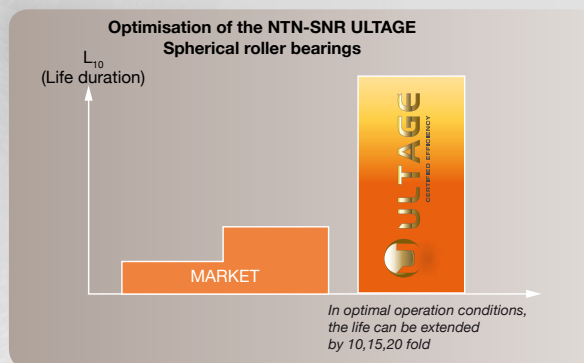 Optimisation of the NTN-SNR ULTAGE
Spherical roller bearings
L10
(Life duration)
MARKET
ULTAGE
CERTIFIED EFFICIENCY
In optimal operation conditions,
the life can be extended
by 10,15,20 fold